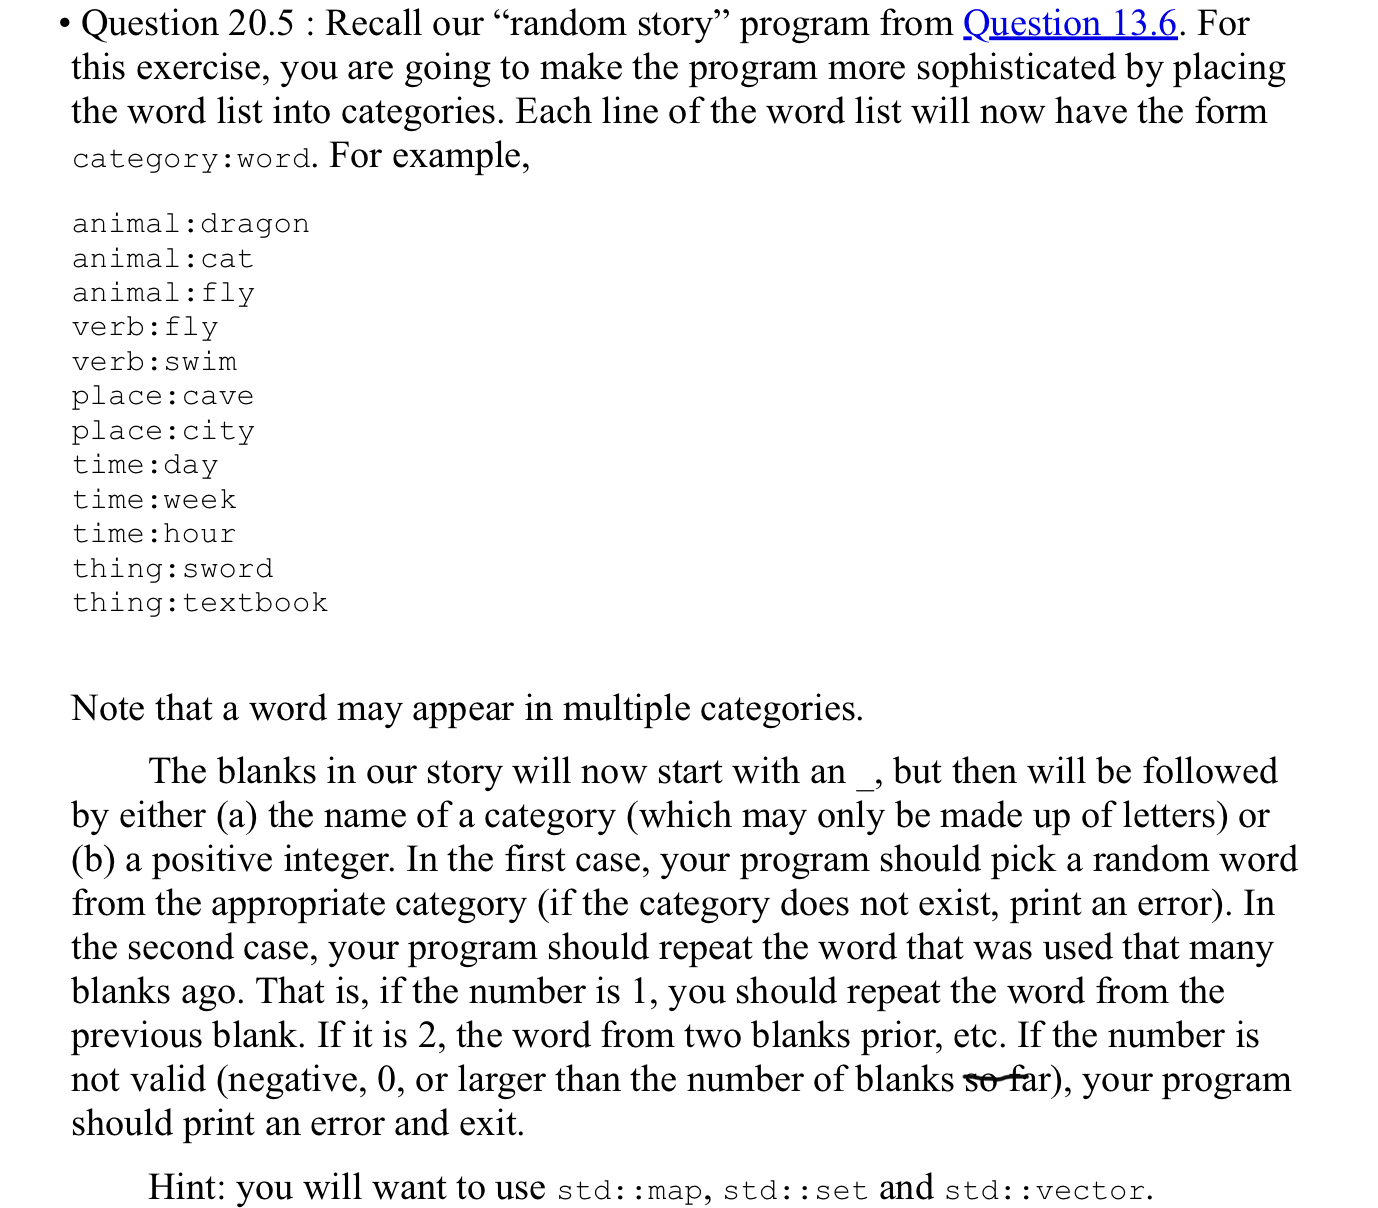 • Question 20.5 : Recall our “random story” program from Question 13.6. For
this exercise, you are going to make the program more sophisticated by placing
the word list into categories. Each line of the word list will now have the form
category:word. For example,
animal:dragon
animal:cat
animal:fly
verb:fly
verb:swim
place:cave
place:city
time:day
time:week
time:hour
thing:sword
thing:textbook
Note that a word may appear in multiple categories.
The blanks in our story will now start with an _, but then will be followed
by either (a) the name of a category (which may only be made up of letters) or
(b) a positive integer. In the first case, your program should pick a random word
from the appropriate category (if the category does not exist, print an error). In
the second case, your program should repeat the word that was used that many
blanks ago. That is, if the number is 1, you should repeat the word from the
previous blank. If it is 2, the word from two blanks prior, etc. If the number is
not valid (negative, 0, or larger than the number of blanks so far), your program
should print an error and exit.
Hint: you will want to use std::map, std::set and std::vector.